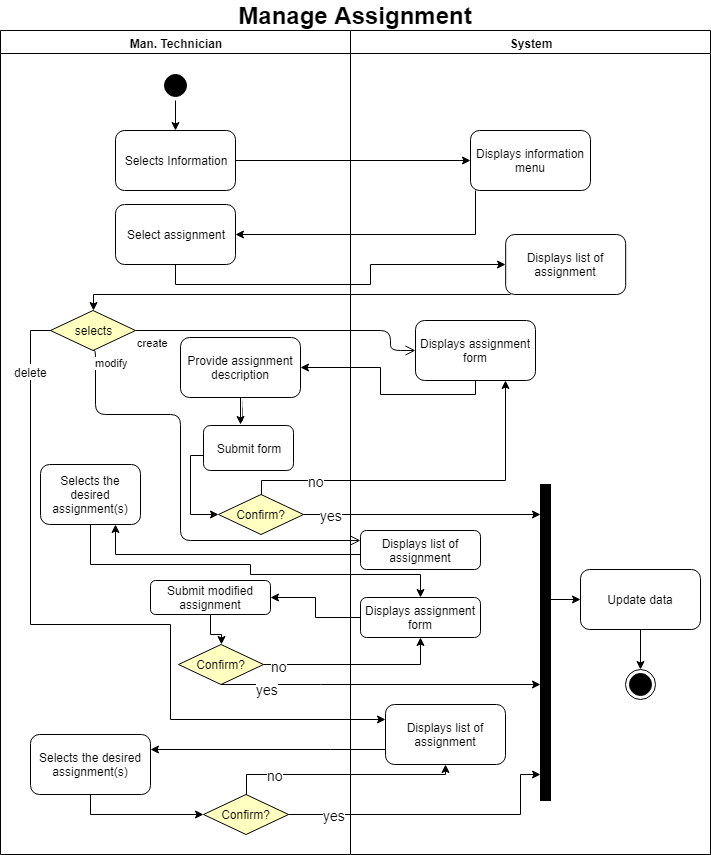 Manage Assignment
Man. Technician
System
Selects Information
Displays information
menu
Select assignment
Displays list of
assignment
selects
create
modify
delete
Displays assignment
form
Provide assignment
description
Submit form
no
Selects the
desired
assignment(s)
Confirm?
yes
Displays list of
assignment
Submit modified
assignment
Displays assignment
form
Update data
Confirm?
no
yes
Displays list of
assignment
Selects the desired
assignment(s)
no
Confirm?
yes